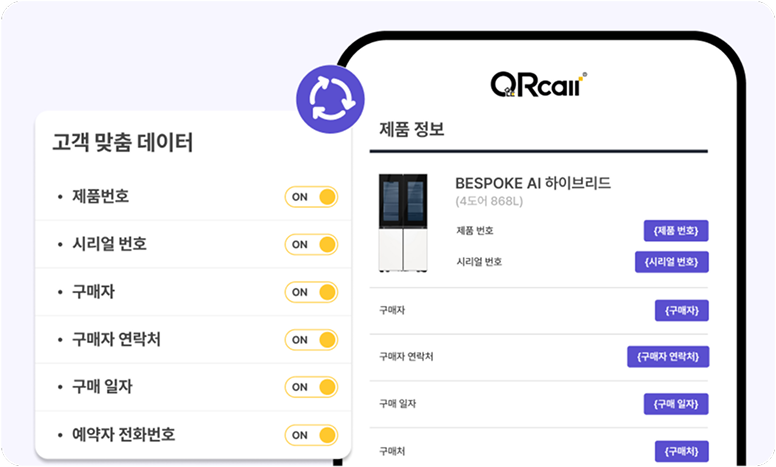 고객 맞춤 데이터
• 제품번호 ON
• 시리얼 번호 ON
• 구매자 ON
• 구매자 연락처 ON
• 구매 일자 ON
• 예약자 전화번호 ON
QRcall
제품 정보
BESPOKE AI 하이브리드
(4도어 868L)
제품 번호 {제품 번호}
시리얼 번호 {시리얼 번호}
구매자 {구매자}
구매자 연락처 {구매자 연락처}
구매 일자 {구매 일자}
구매처 {구매처}